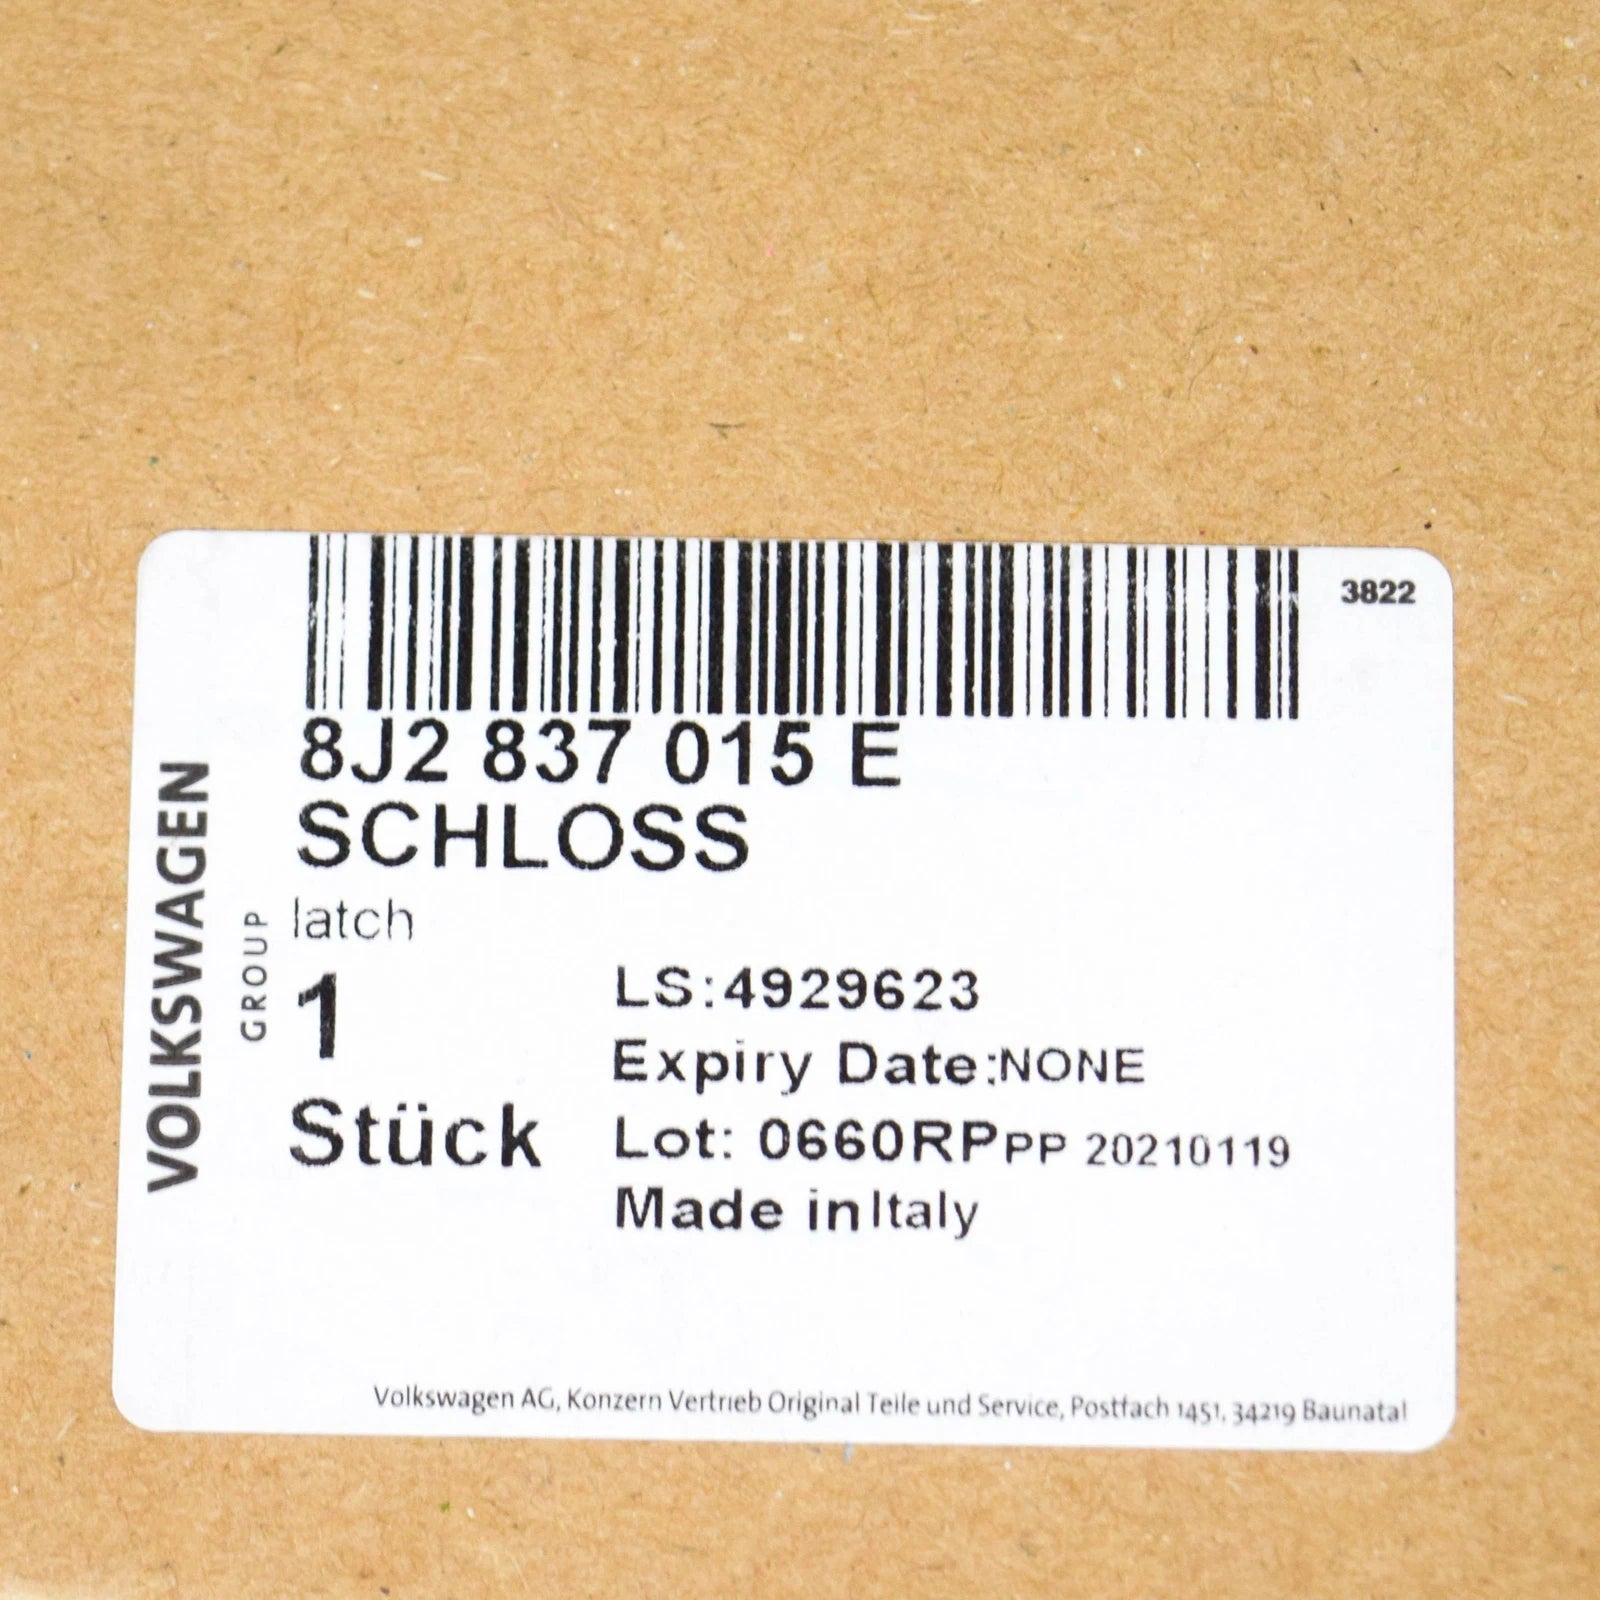 3822
8J2 837 015 E
SCHLOSS
latch
1
Stück
LS:4929623
Expiry Date:NONE
Lot: 0660RPPP 20210119
Made inItaly
VOLKSWAGEN
GROUP
Volkswagen AG, Konzern Vertrieb Original Teile und Service, Postfach 1451, 34219 Baunatal